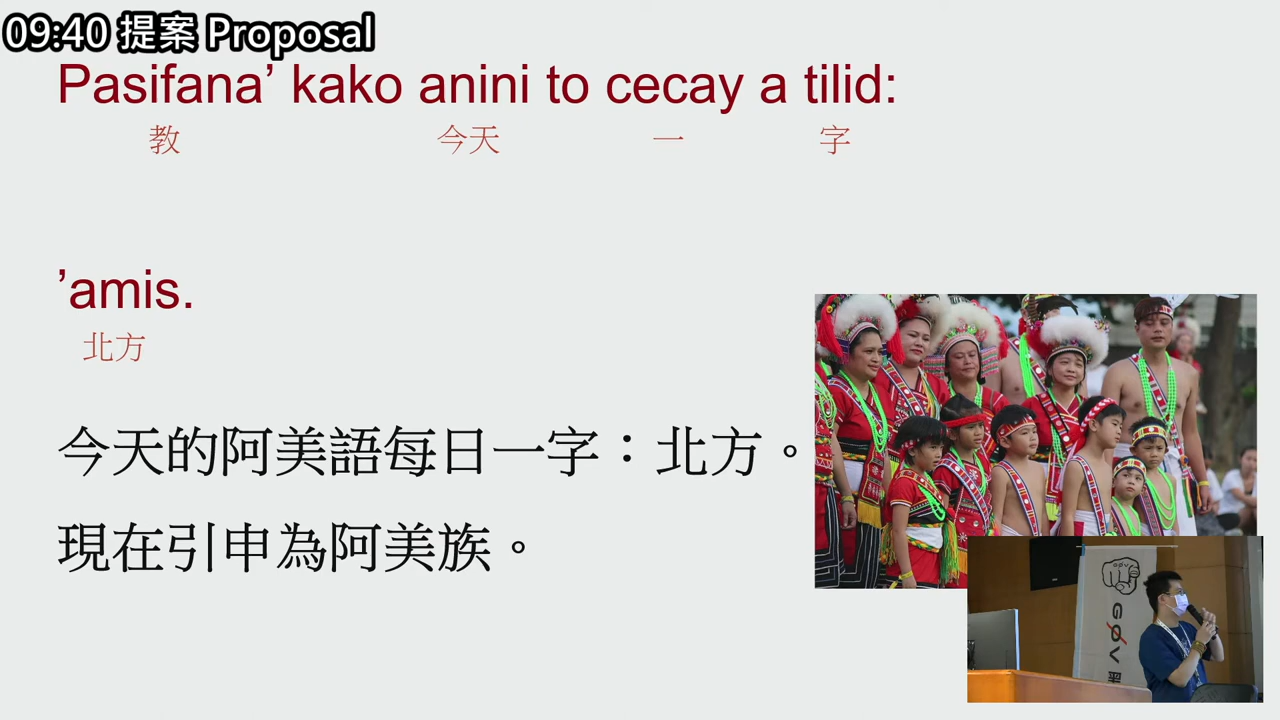 09:40 提案 Proposal
Pasifana’ kako anini to cecay a tilid:
教 今天 一 字
’amis.
北方
今天的阿美語每日一字：北方。
現在引申為阿美族。
gov
GØV